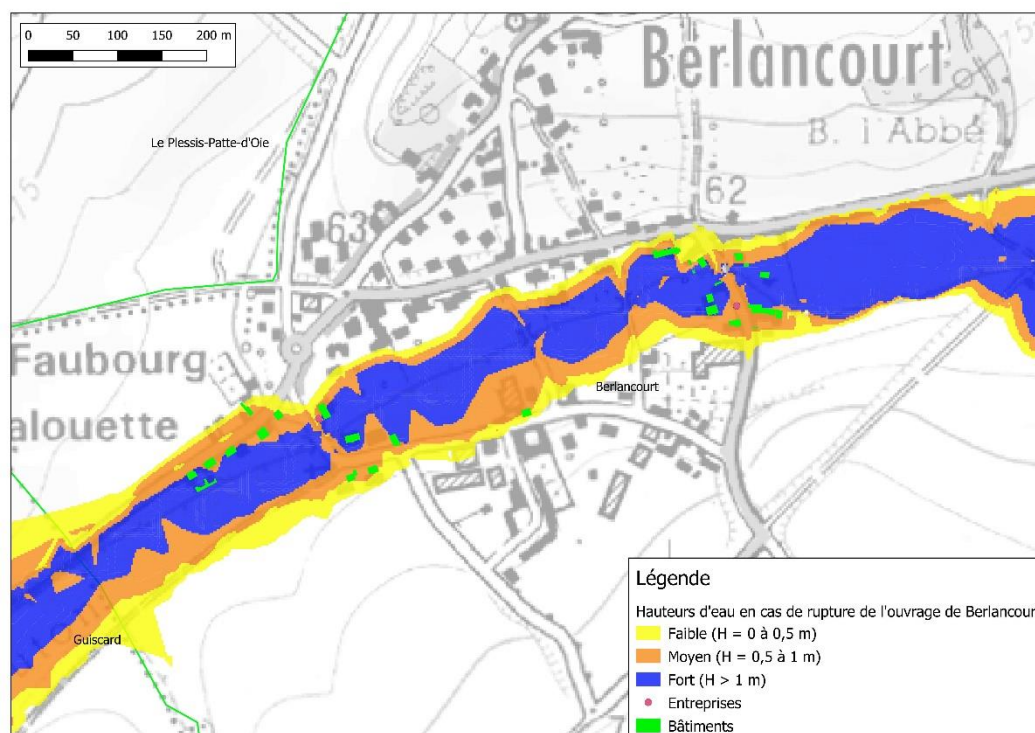 0 50 100 150 200 m
Berlancourt
Le Plessis-Patte-d'Oie
B. l'Abbé
75
62
63
75
Faubourg
alouette
Berlancourt
Guiscard
Légende
Hauteurs d'eau en cas de rupture de l'ouvrage de Berlancour
Faible (H = 0 à 0,5 m)
Moyen (H = 0,5 à 1 m)
Fort (H > 1 m)
Entreprises
Bâtiments